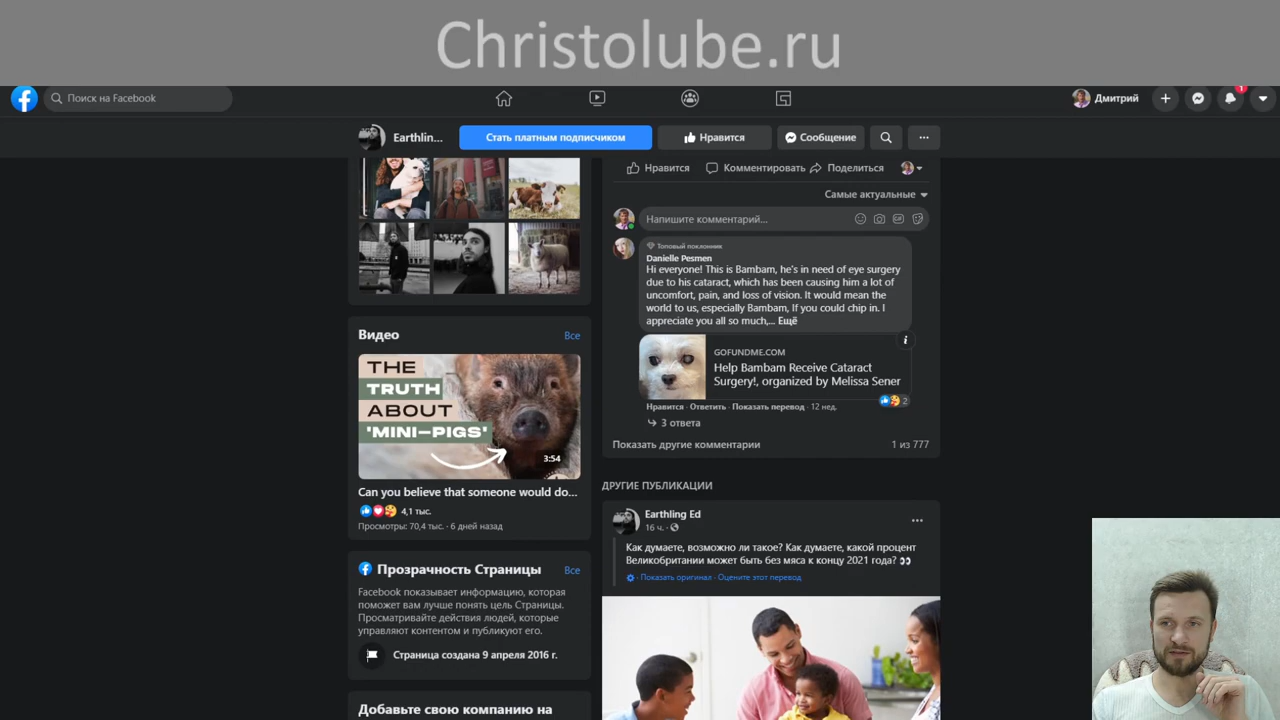 Christolube.ru
Поиск на Facebook
Дмитрий
1
Earthlin...
Стать платным подписчиком
Нравится
Сообщение
Нравится
Комментировать
Поделиться
Самые актуальные
Напишите комментарий...
Топовый поклонник
Danielle Pesmen
Hi everyone! This is Bambam, he's in need of eye surgery
due to his cataract, which has been causing him a lot of
uncomfort, pain, and loss of vision. It would mean the
world to us, especially Bambam, If you could chip in. I
appreciate you all so much,... Ещё
GOFUNDME.COM
Help Bambam Receive Cataract
Surgery!, organized by Melissa Sener
2
Нравится · Ответить · Показать перевод · 12 нед.
3 ответа
Показать другие комментарии
1 из 777
Видео
Все
THE
TRUTH
ABOUT
'MINI-PIGS'
3:54
Can you believe that someone would do...
4,1 тыс.
Просмотры: 70,4 тыс. · 6 дней назад
Прозрачность Страницы
Все
Facebook показывает информацию, которая
поможет вам лучше понять цель Страницы.
Просматривайте действия людей, которые
управляют контентом и публикуют его.
Страница создана 9 апреля 2016 г.
Добавьте свою компанию на
ДРУГИЕ ПУБЛИКАЦИИ
Earthling Ed
16 ч. ·
Как думаете, возможно ли такое? Как думаете, какой процент
Великобритании может быть без мяса к концу 2021 года? 👀
· Показать оригинал · Оцените этот перевод